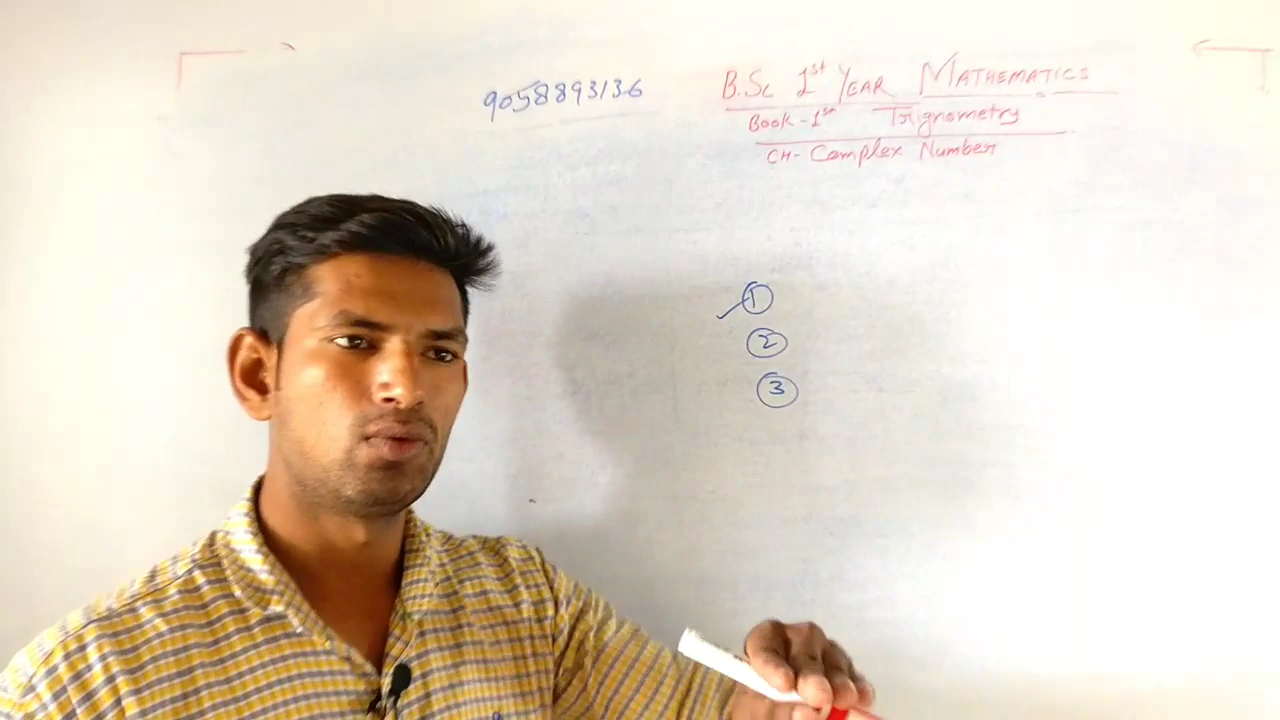 9058893136
B.Sc 1st YEAR MATHEMATICS
Book-1st Trignometry
CH- Complex Number
1
2
3